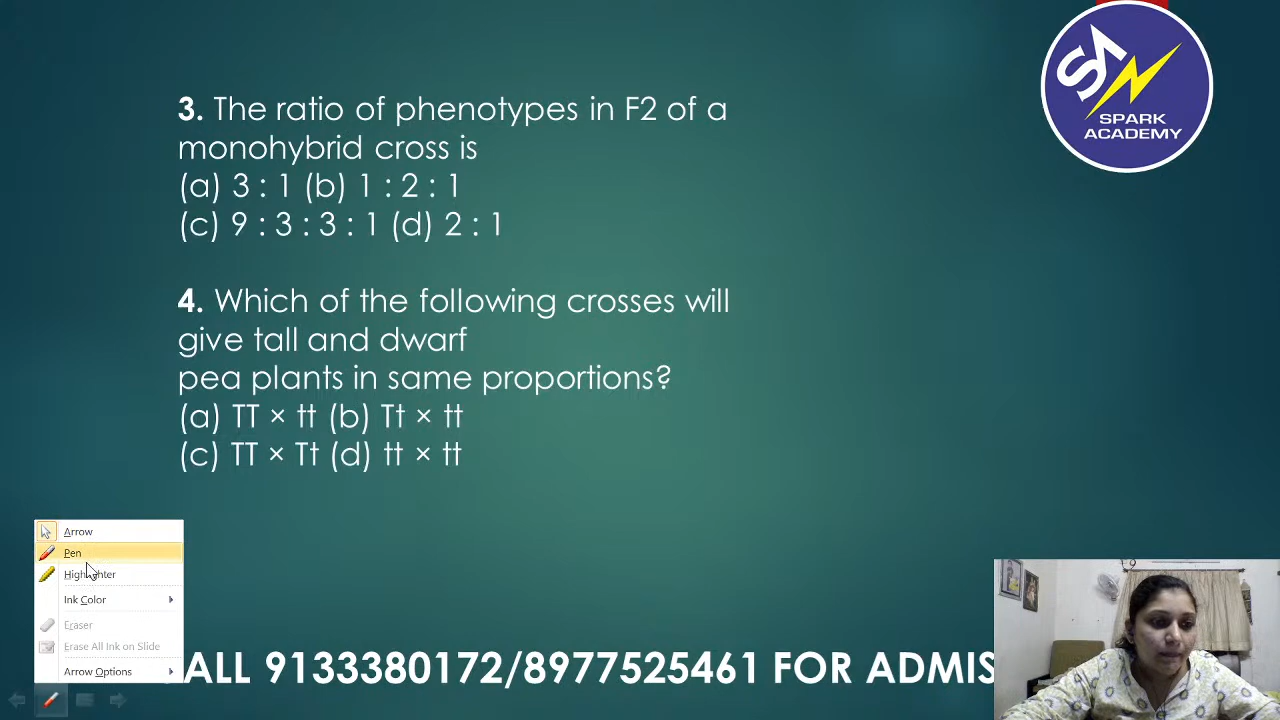 SPARK
ACADEMY
3. The ratio of phenotypes in F2 of a
monohybrid cross is
(a) 3 : 1 (b) 1 : 2 : 1
(c) 9 : 3 : 3 : 1 (d) 2 : 1
4. Which of the following crosses will
give tall and dwarf
pea plants in same proportions?
(a) TT × tt (b) Tt × tt
(c) TT × Tt (d) tt × tt
Arrow
Pen
Highlighter
Ink Color
Eraser
Erase All Ink on Slide
Arrow Options
ALL 9133380172/8977525461 FOR ADMIS